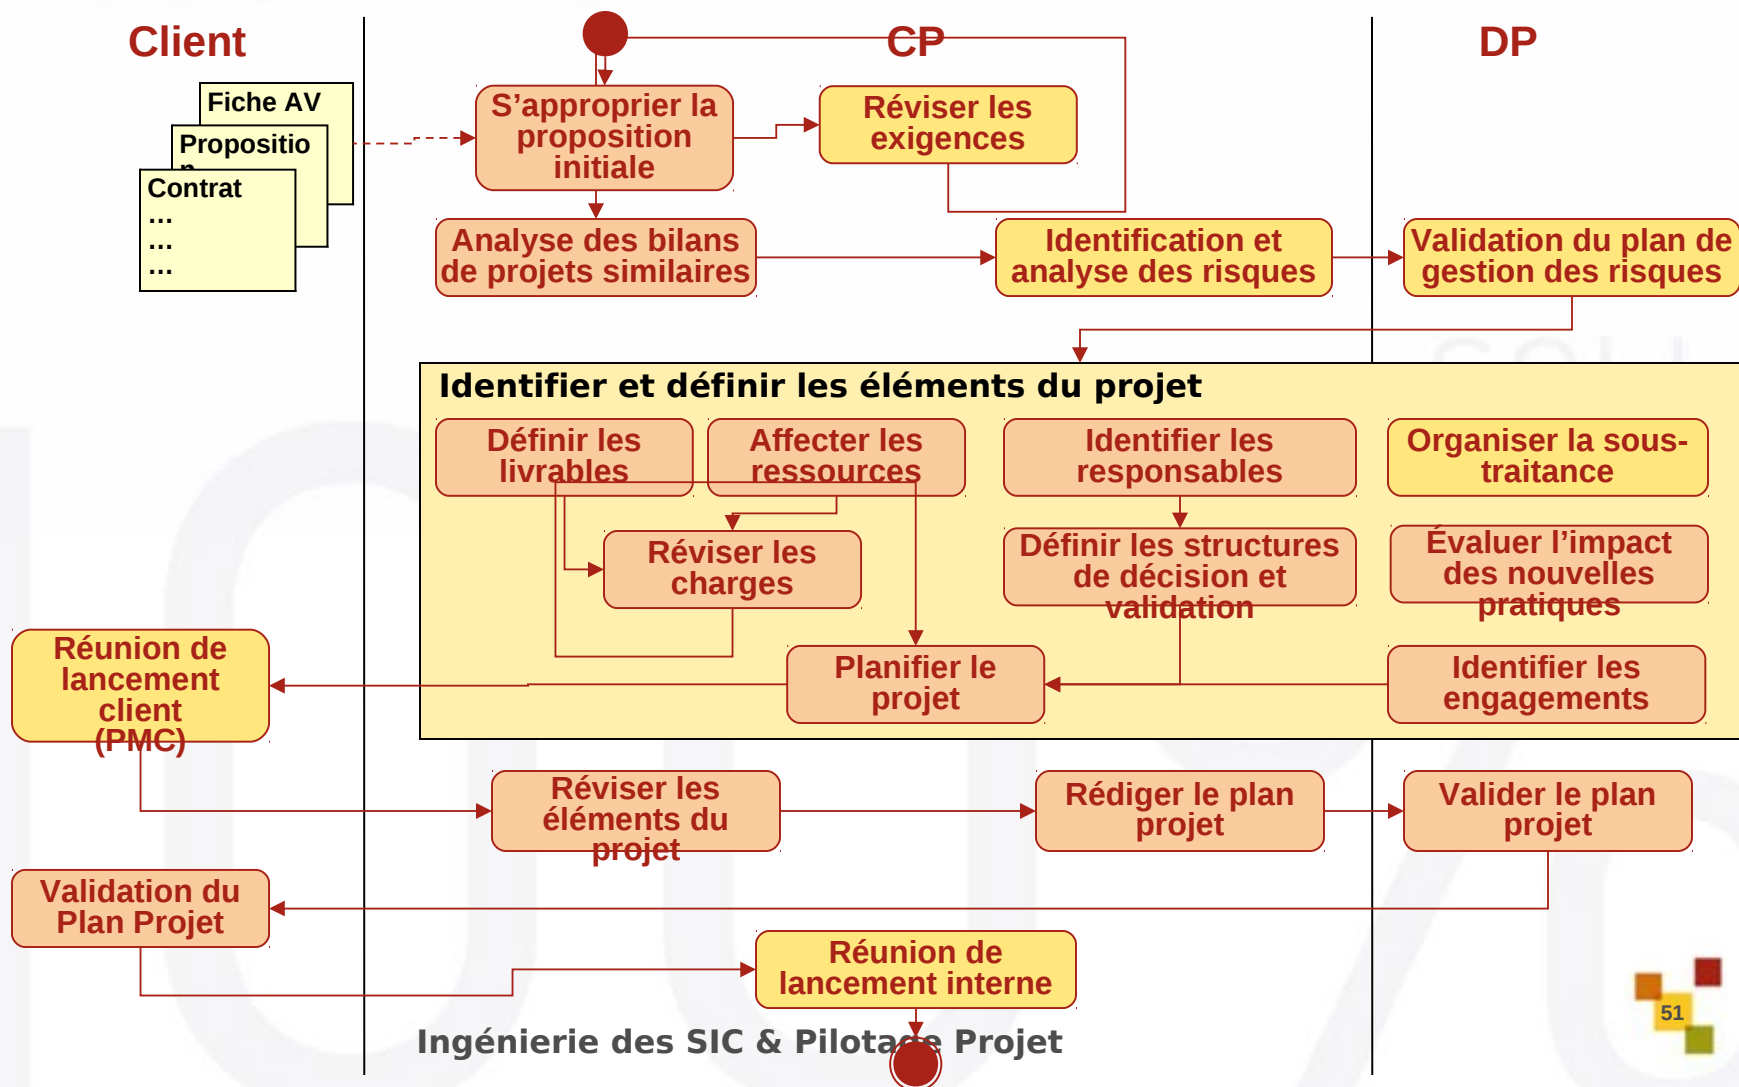 Client
CP
DP
Fiche AV
Propositio
n
Contrat
...
...
...
S’approprier la
proposition
initiale
Réviser les
exigences
Analyse des bilans
de projets similaires
Identification et
analyse des risques
Validation du plan de
gestion des risques
Identifier et définir les éléments du projet
Définir les
livrables
Affecter les
ressources
Identifier les
responsables
Organiser la sous-
traitance
Réviser les
charges
Définir les structures
de décision et
validation
Évaluer l’impact
des nouvelles
pratiques
Réunion de
lancement
client
(PMC)
Planifier le
projet
Identifier les
engagements
Réviser les
éléments du
projet
Rédiger le plan
projet
Valider le plan
projet
Validation du
Plan Projet
Réunion de
lancement interne
Ingénierie des SIC & Pilotage Projet
51